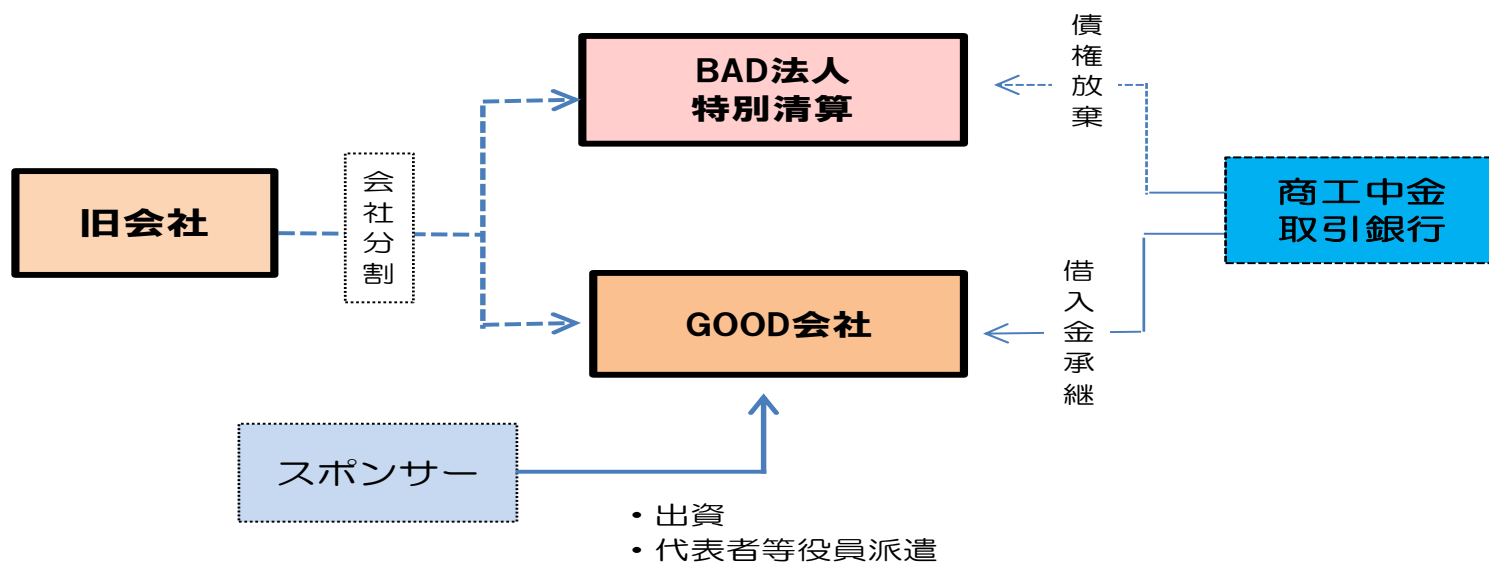 BAD法人
特別清算
債権放棄
旧会社
会社分割
商工中金
取引銀行
GOOD会社
借入金承継
スポンサー
・出資
・代表者等役員派遣